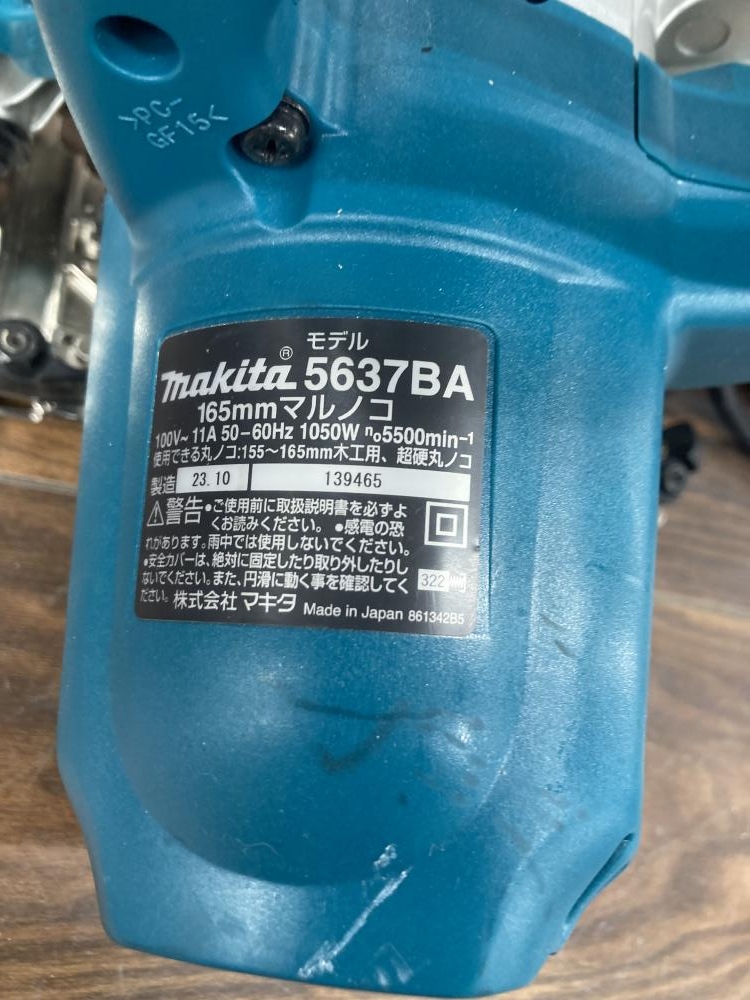 >PC-
GF15<
モデル
makita® 5637BA
165mmマルノコ
100V~ 11A 50-60Hz 1050W n₀5500min⁻¹
使用できる丸ノコ:155~165mm木工用、超硬丸ノコ
製造 23.10 139465
⚠警告 •ご使用前に取扱説明書を必ずよ
くお読みください。 •感電の恐
れがあります。雨中では使用しないでください。
•安全カバーは、絶対に固定したり取り外したりし
ないでください。また、円滑に動く事を確認してく
ださい。 322
株式会社 マキタ Made in Japan 861342B5